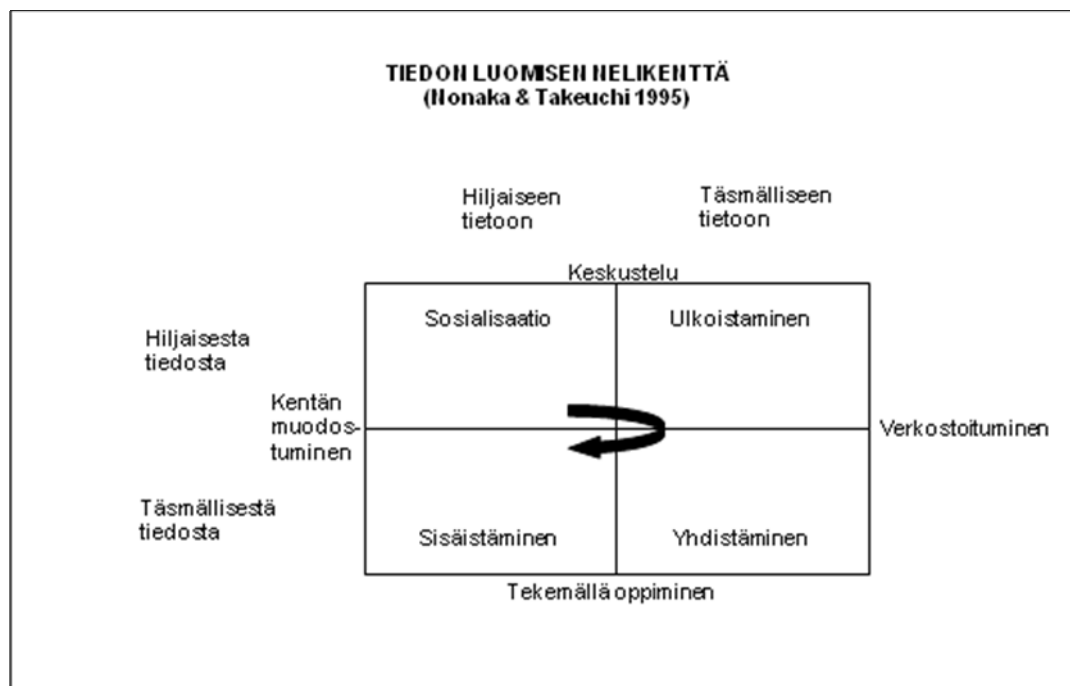 TIEDON LUOMISEN NELIKENTTÄ
(Nonaka & Takeuchi 1995)
Hiljaiseen
tietoon
Täsmälliseen
tietoon
Keskustelu
Sosialisaatio
Ulkoistaminen
Hiljaisesta
tiedosta
Kentän
muodos-
tuminen
Verkostoituminen
Täsmällisestä
tiedosta
Sisäistäminen
Yhdistäminen
Tekemällä oppiminen